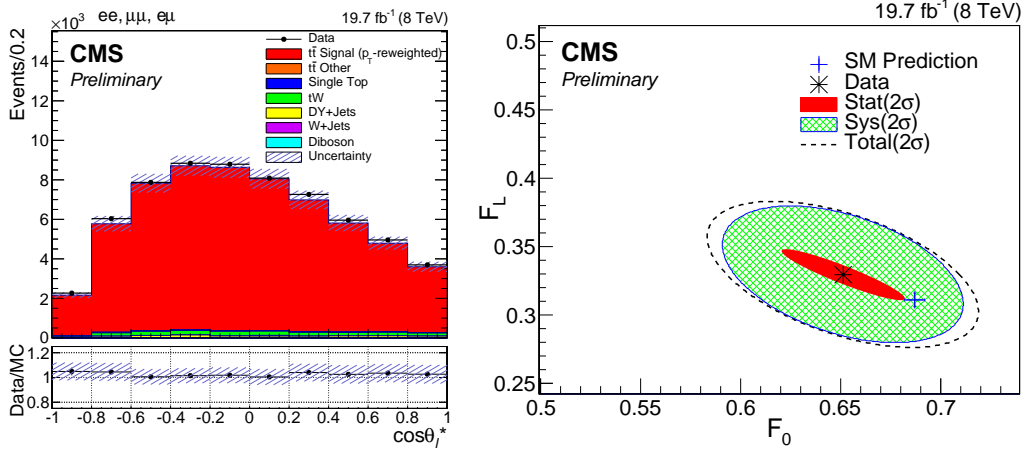 ee, μμ, eμ 19.7 fb⁻¹ (8 TeV)
×10³
CMS
Preliminary
Data
tt̄ Signal (p_T-reweighted)
tt̄ Other
Single Top
tW
DY+Jets
W+Jets
Diboson
Uncertainty
Events/0.2
14
12
10
8
6
4
2
0
Data/MC
1.2
1
0.8
-1 -0.8 -0.6 -0.4 -0.2 0 0.2 0.4 0.6 0.8 1
cosθ_l*
19.7 fb⁻¹ (8 TeV)
CMS
Preliminary
SM Prediction
Data
Stat(2σ)
Sys(2σ)
Total(2σ)
F_L
0.5
0.45
0.4
0.35
0.3
0.25
0.5 0.55 0.6 0.65 0.7
F_0